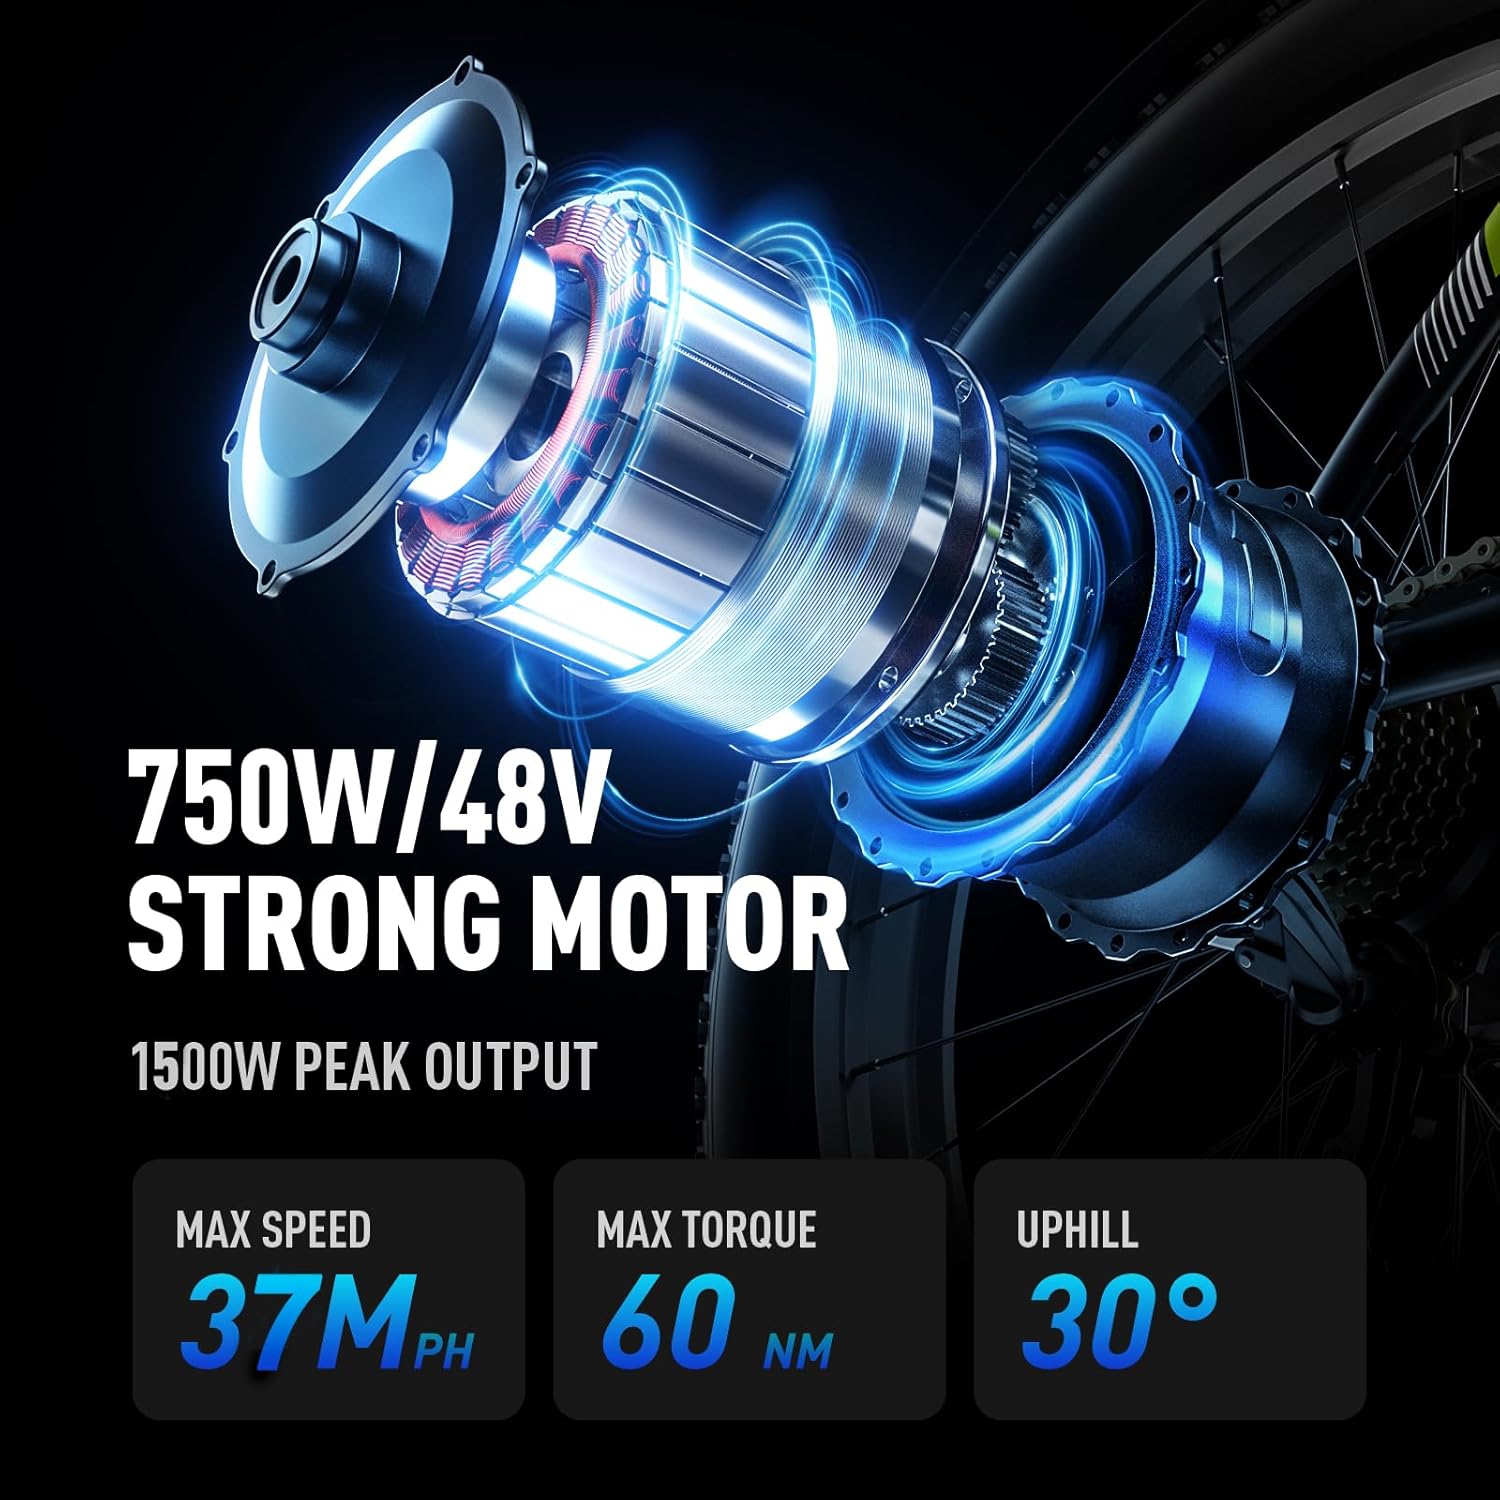 750W/48V
STRONG MOTOR
1500W PEAK OUTPUT
MAX SPEED
37MPH
MAX TORQUE
60 NM
UPHILL
30°